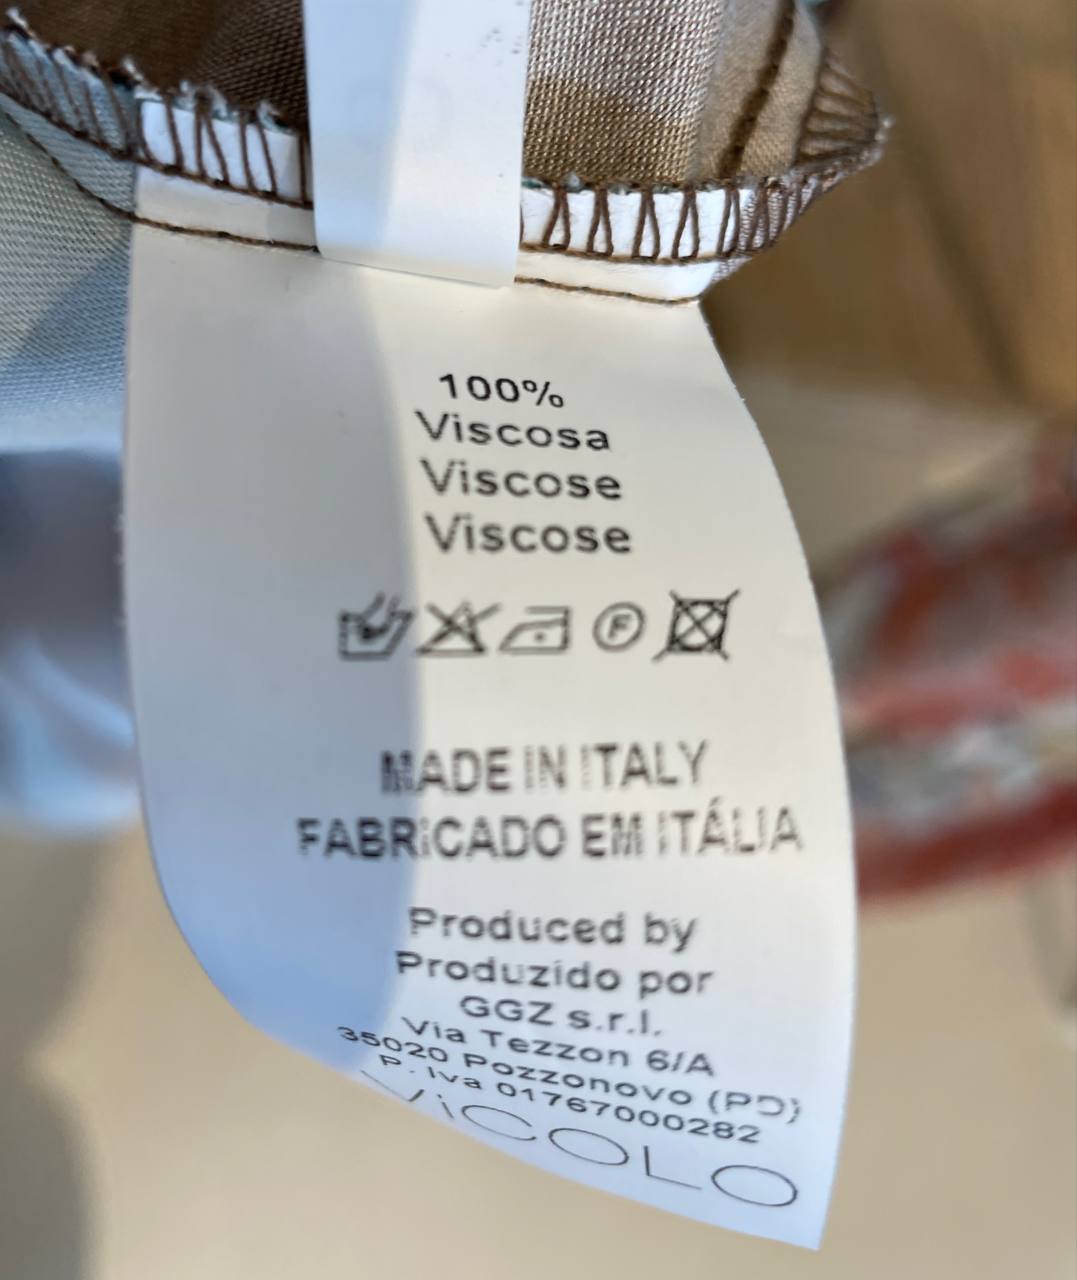 100%
Viscosa
Viscose
Viscose
F
MADE IN ITALY
FABRICADO EM ITÁLIA
Produced by
Produzido por
GGZ s.r.l.
Via Tezzon 6/A
35020 Pozzonovo (PD)
P. Iva 01767000282
ViCOLO